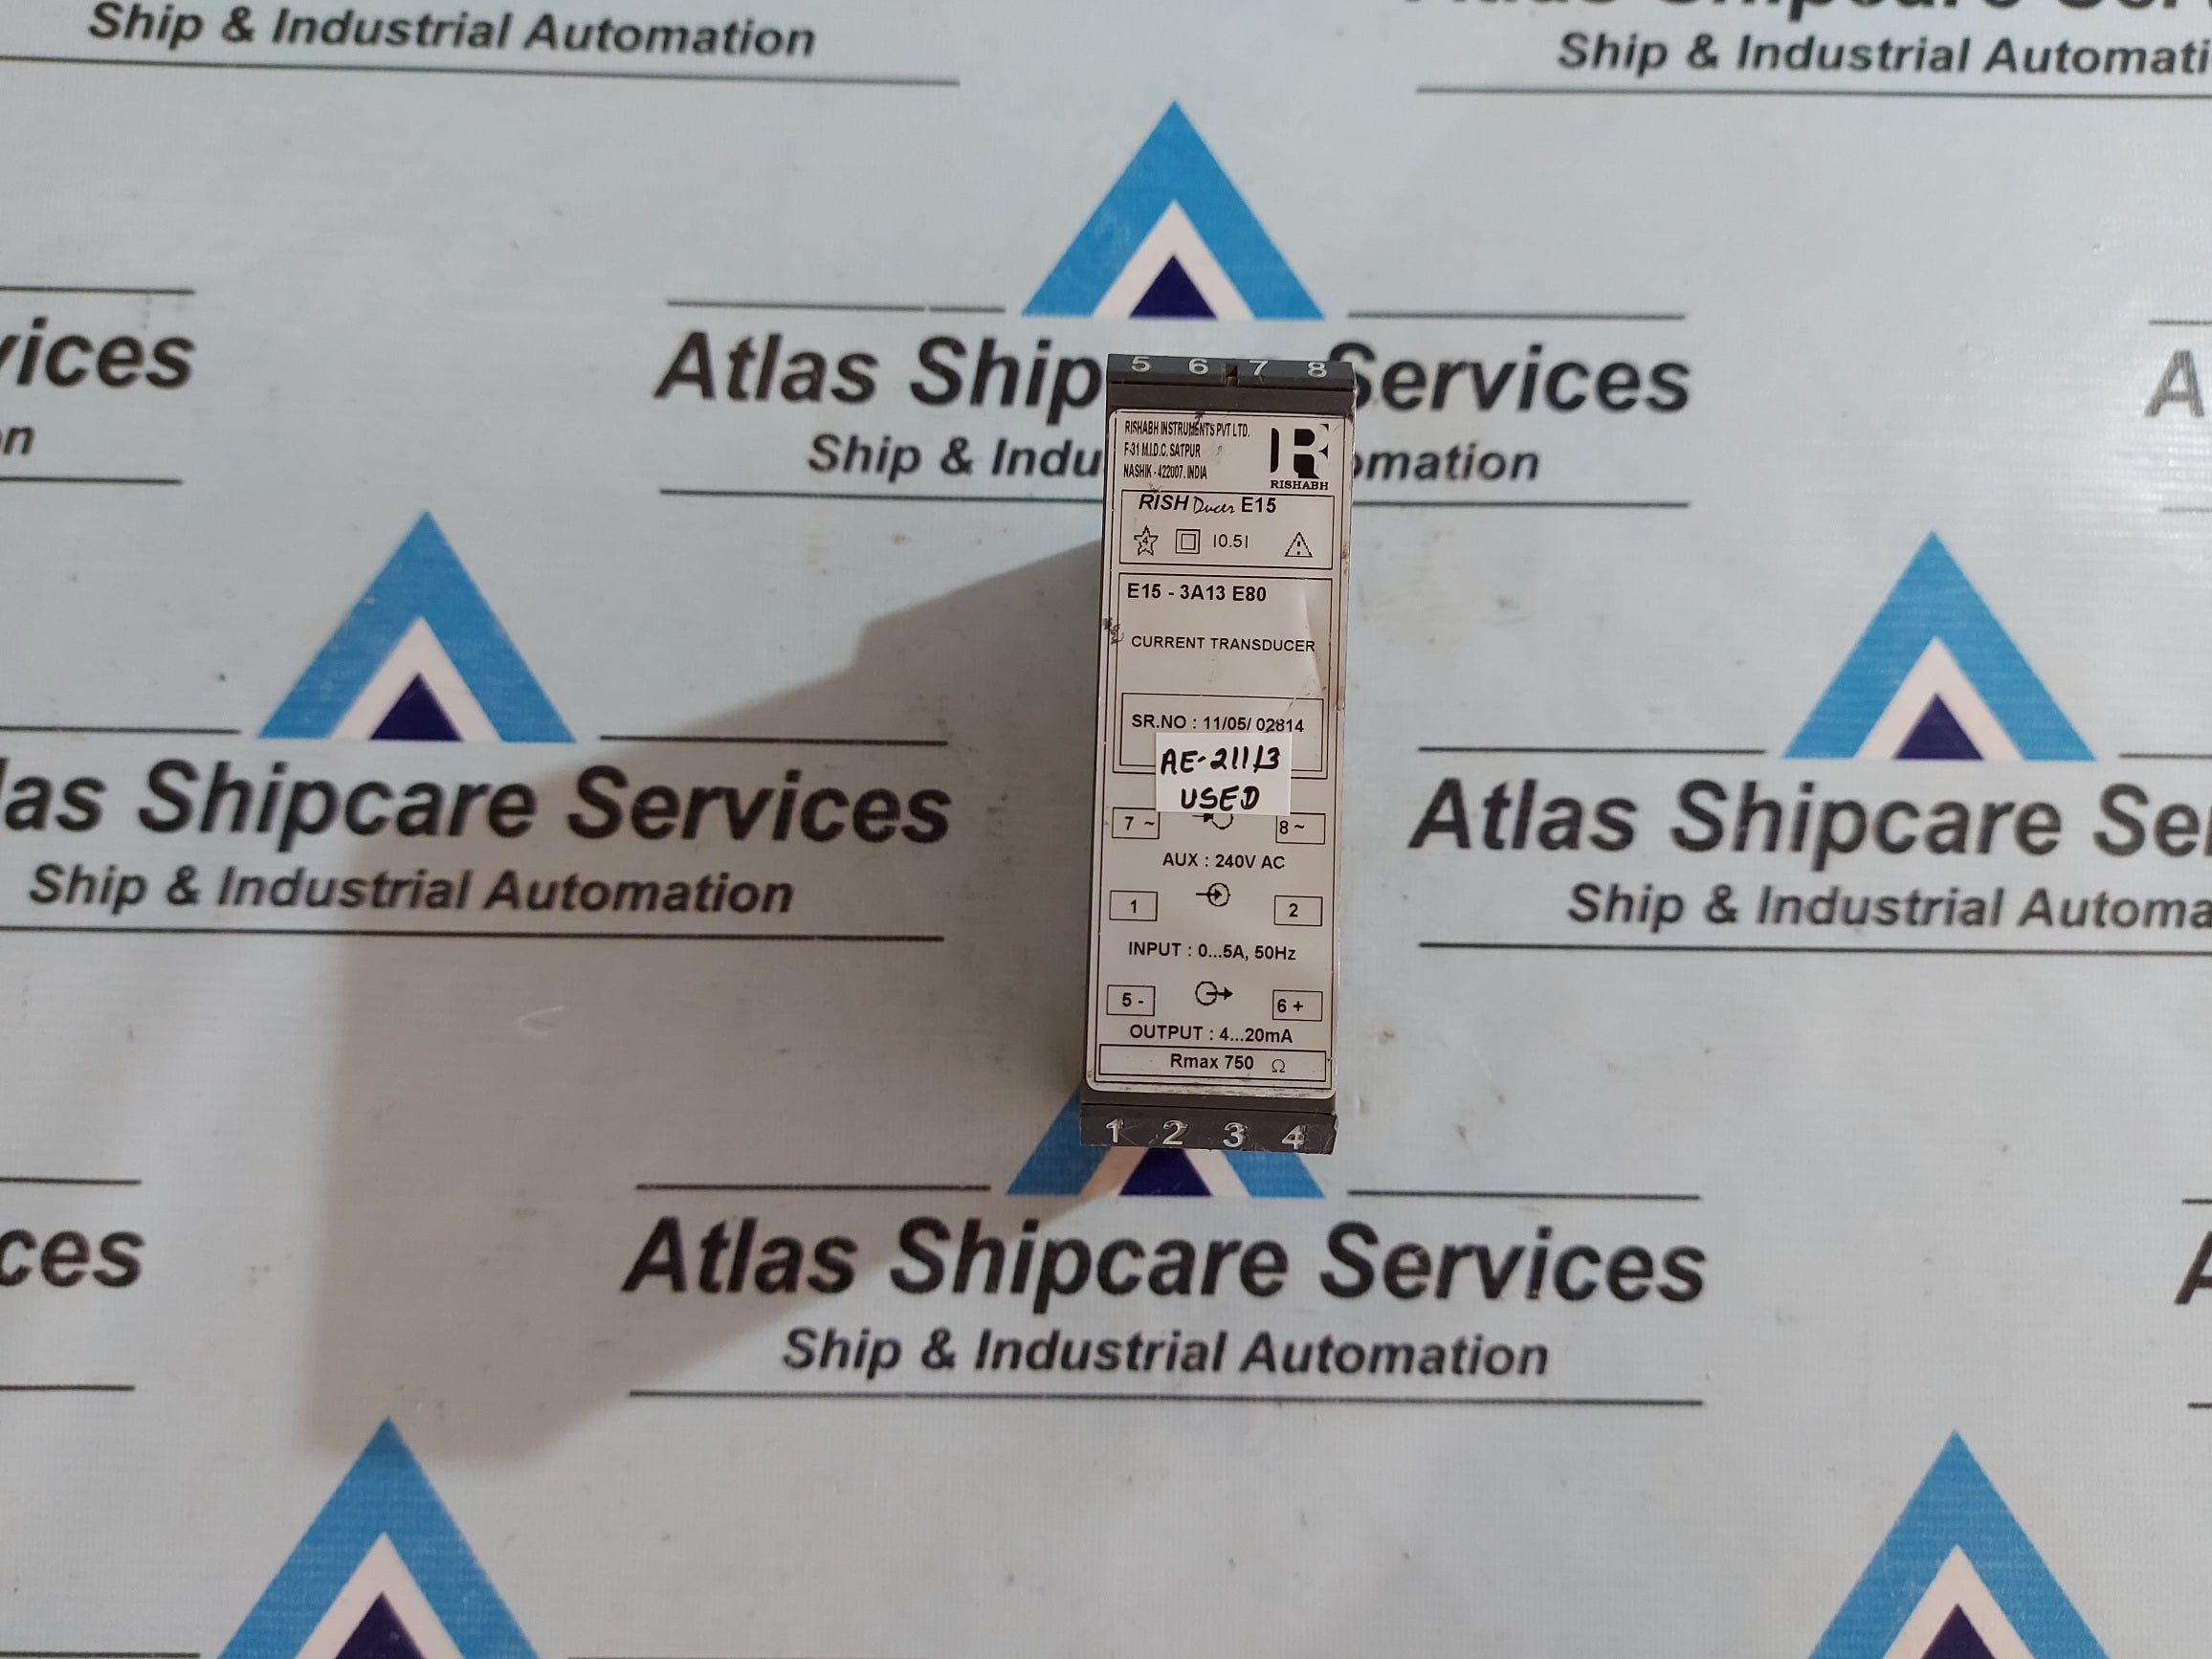 Ship & Industrial Automation
Ship & Industrial Automati
vices
Atlas Ship Services
Ship & Indu omation
5 6 7 8
RISHABH INSTRUMENTS PVT LTD.
F-31 M.I.D.C. SATPUR
NASHIK - 422007. INDIA
RISHABH
RISH Ducer E15
4 |0.5|
E15 - 3A13 E80
CURRENT TRANSDUCER
SR.NO : 11/05/ 02814
AE-211/3
USED
7 ~ 8 ~
AUX : 240V AC
1 2
INPUT : 0...5A, 50Hz
5 - 6 +
OUTPUT : 4...20mA
Rmax 750 Ω
1 2 3 4
las Shipcare Services
Ship & Industrial Automation
Atlas Shipcare Se
Ship & Industrial Automa
ces
Atlas Shipcare Services
Ship & Industrial Automation